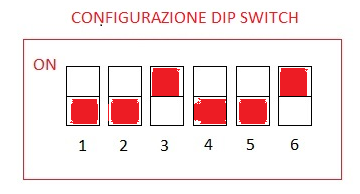 CONFIGURAZIONE DIP SWITCH
ON
1 2 3 4 5 6